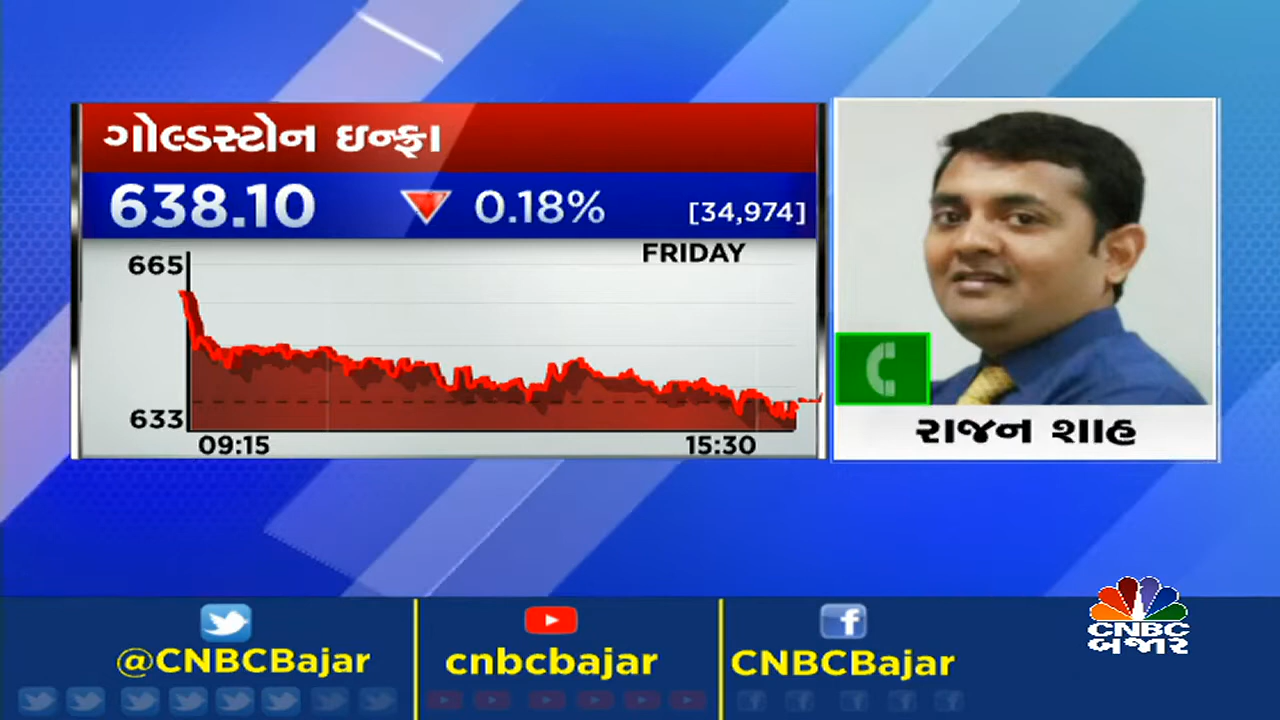 ગોલ્ડસ્ટોન ઇન્ફ્રા
638.10 0.18% [34,974]
FRIDAY
665
633
09:15 15:30
રાજન શાહ
@CNBCBajar cnbcbajar CNBCBajar
CNBC
બજાર